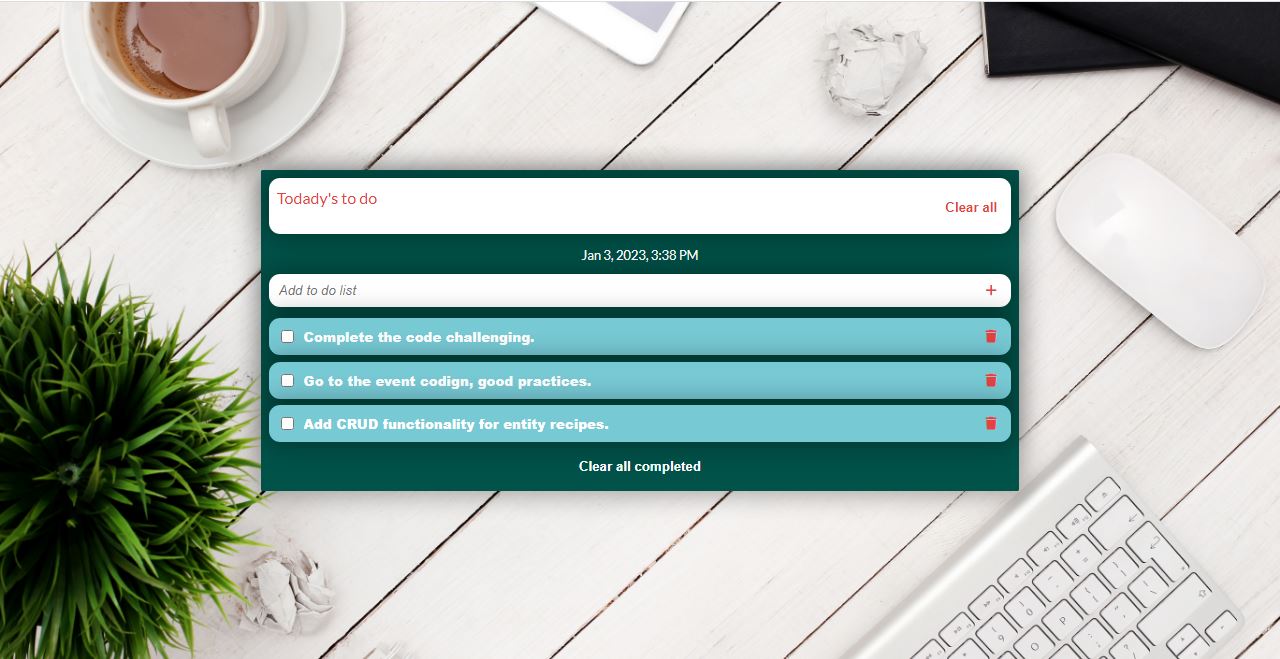 Todady's to do
Clear all
Jan 3, 2023, 3:38 PM
Add to do list
Complete the code challenging.
Go to the event codign, good practices.
Add CRUD functionality for entity recipes.
Clear all completed